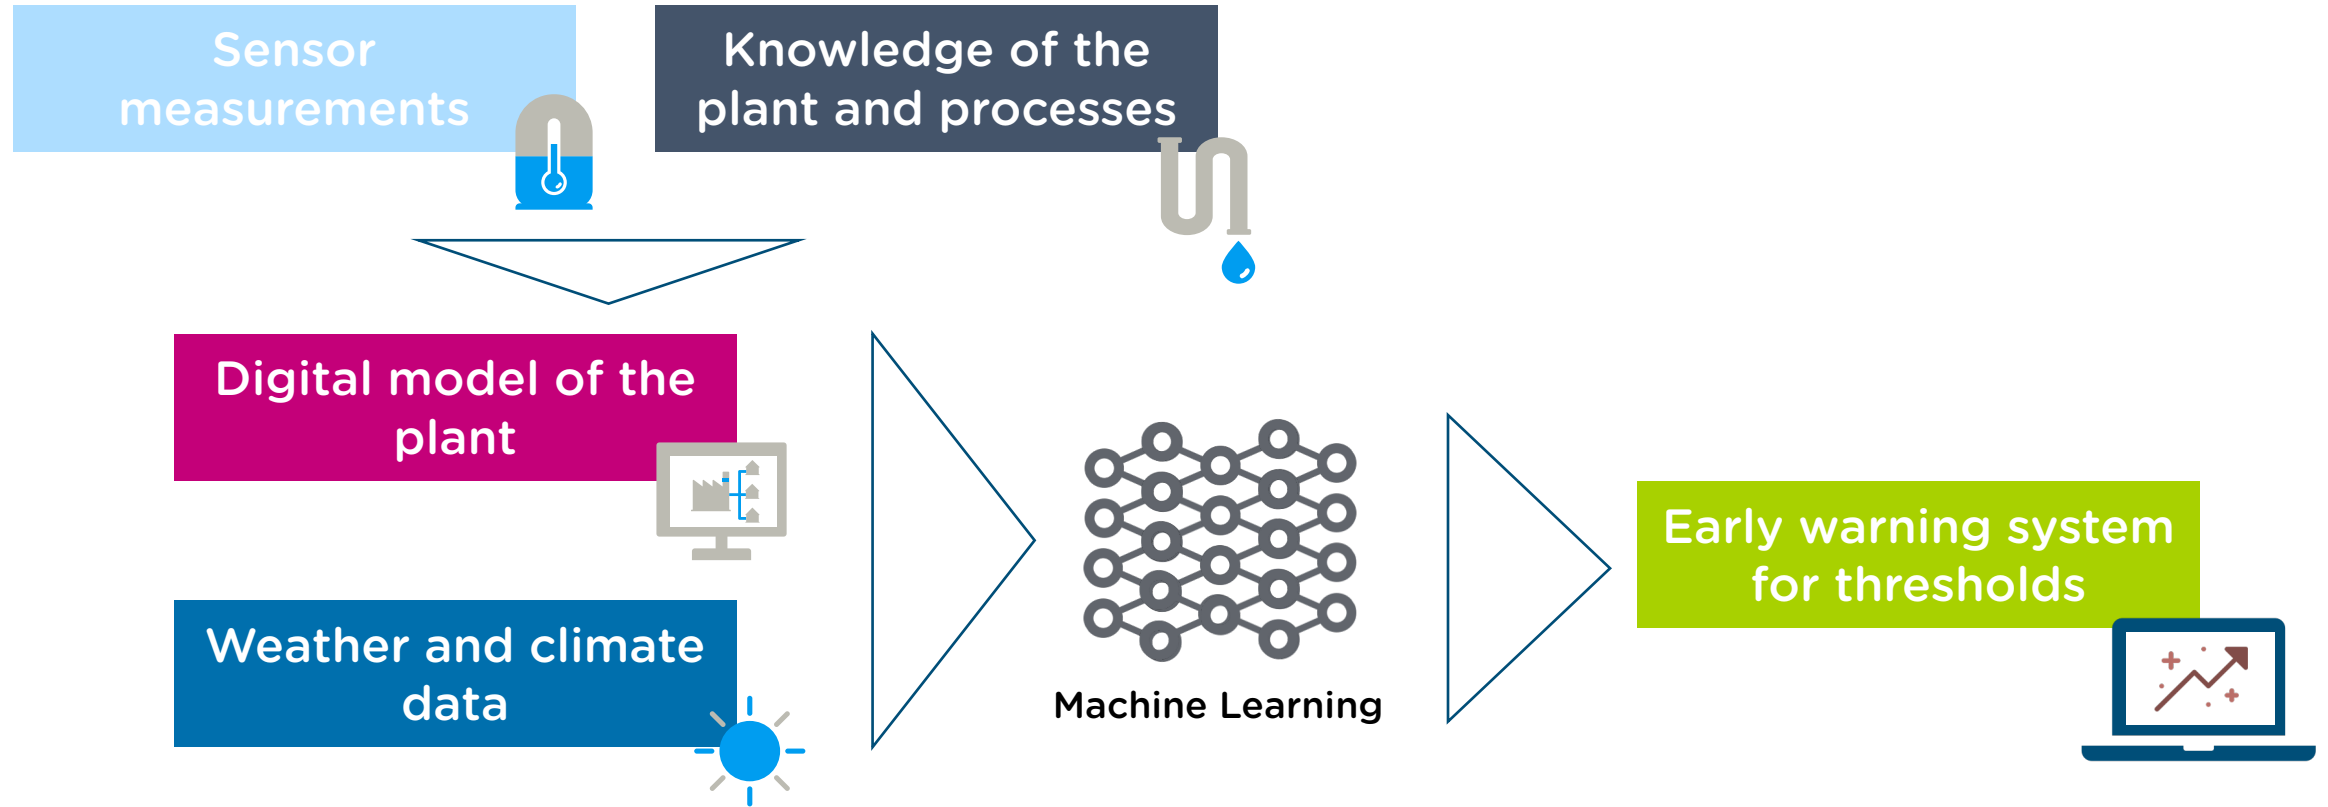 Sensor
measurements
Knowledge of the
plant and processes
Digital model of the
plant
Weather and climate
data
Machine Learning
Early warning system
for thresholds